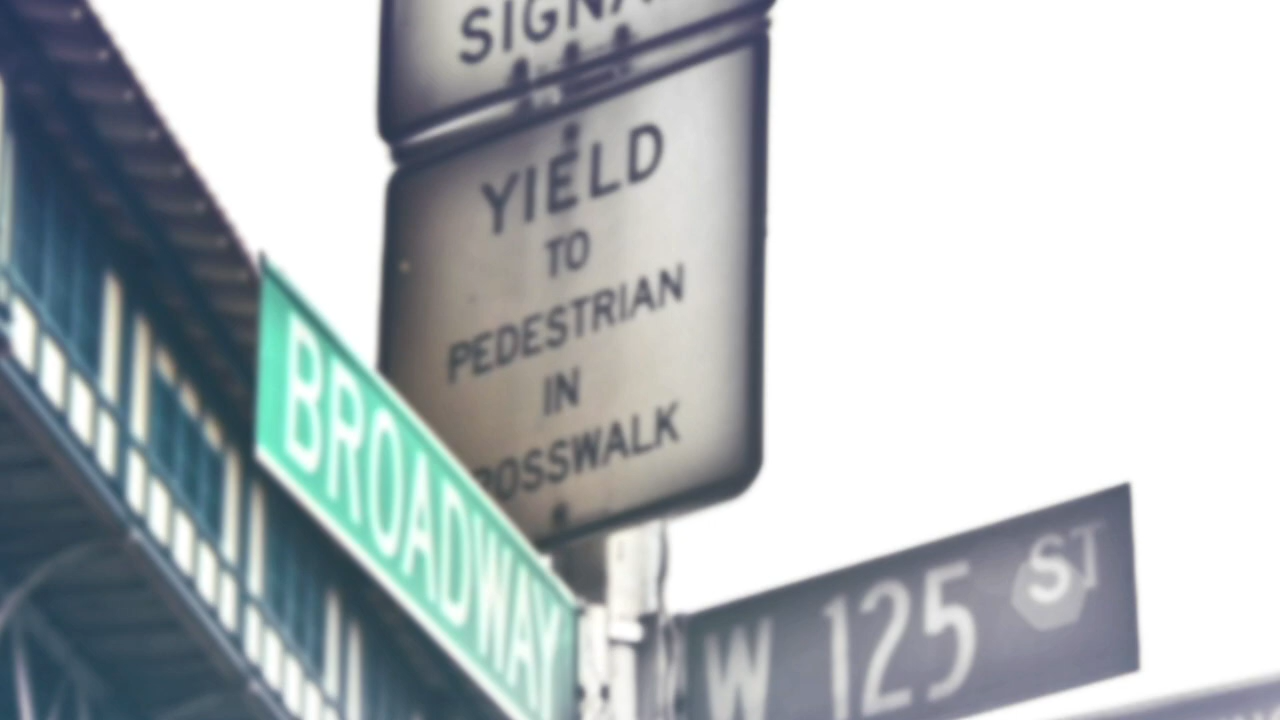 SIGNA
YIELD
TO
PEDESTRIAN
IN
ROSSWALK
BROADWAY
W 125 ST